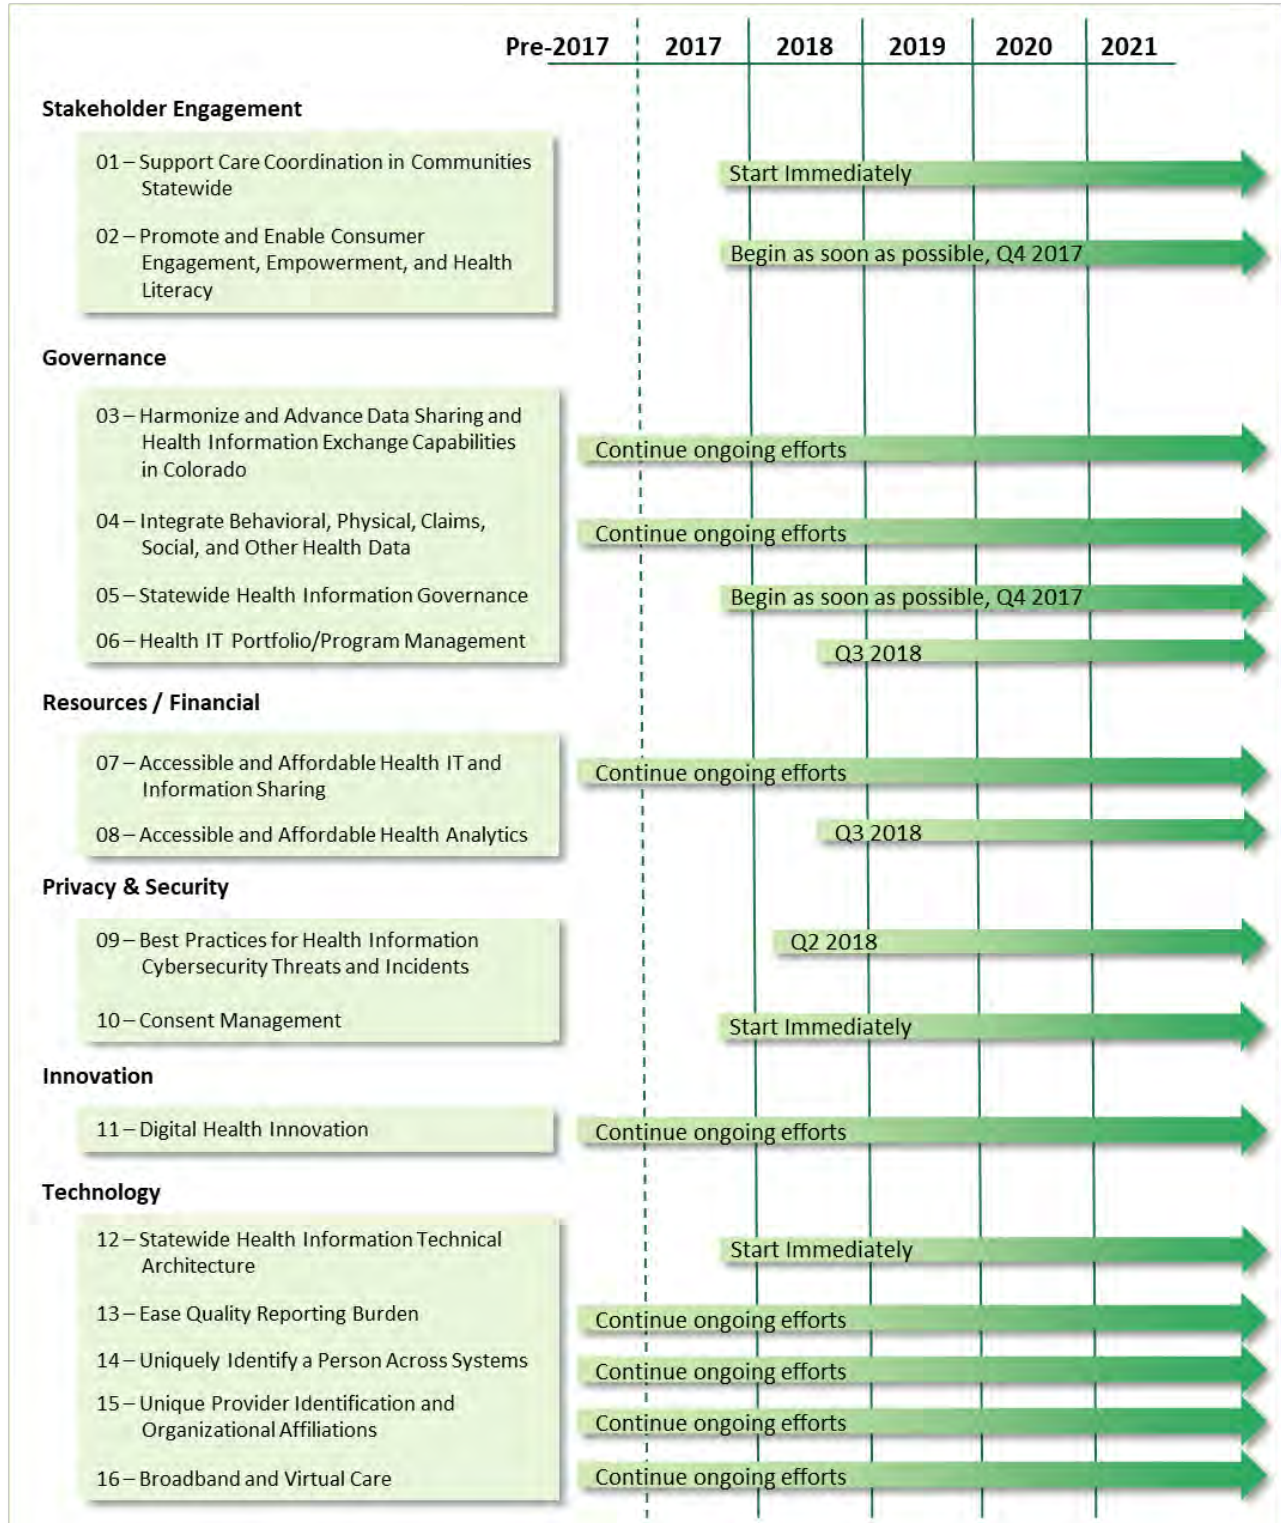 Pre-2017 2017 2018 2019 2020 2021
Stakeholder Engagement
01 – Support Care Coordination in Communities
Statewide
Start Immediately
02 – Promote and Enable Consumer
Engagement, Empowerment, and Health
Literacy
Begin as soon as possible, Q4 2017
Governance
03 – Harmonize and Advance Data Sharing and
Health Information Exchange Capabilities
in Colorado
Continue ongoing efforts
04 – Integrate Behavioral, Physical, Claims,
Social, and Other Health Data
Continue ongoing efforts
05 – Statewide Health Information Governance
Begin as soon as possible, Q4 2017
06 – Health IT Portfolio/Program Management
Q3 2018
Resources / Financial
07 – Accessible and Affordable Health IT and
Information Sharing
Continue ongoing efforts
08 – Accessible and Affordable Health Analytics
Q3 2018
Privacy & Security
09 – Best Practices for Health Information
Cybersecurity Threats and Incidents
Q2 2018
10 – Consent Management
Start Immediately
Innovation
11 – Digital Health Innovation
Continue ongoing efforts
Technology
12 – Statewide Health Information Technical
Architecture
Start Immediately
13 – Ease Quality Reporting Burden
Continue ongoing efforts
14 – Uniquely Identify a Person Across Systems
Continue ongoing efforts
15 – Unique Provider Identification and
Organizational Affiliations
Continue ongoing efforts
16 – Broadband and Virtual Care
Continue ongoing efforts